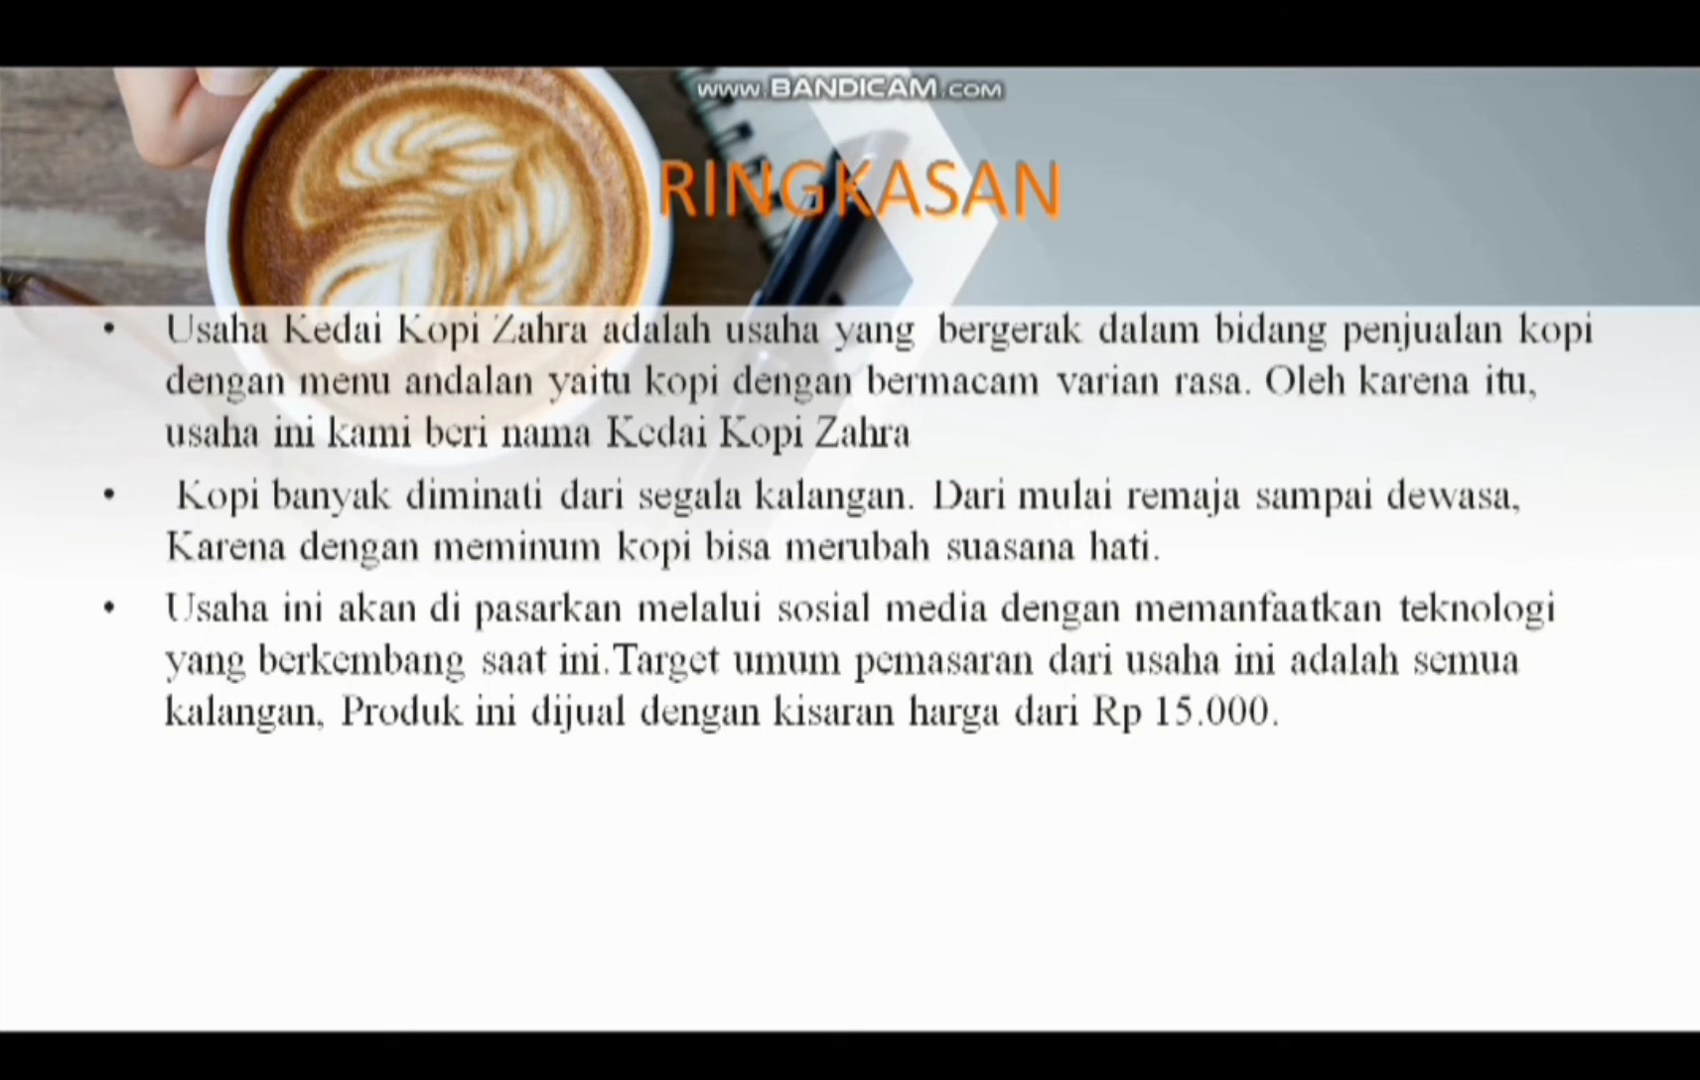 www.BANDICAM.com
RINGKASAN
• Usaha Kedai Kopi Zahra adalah usaha yang bergerak dalam bidang penjualan kopi
dengan menu andalan yaitu kopi dengan bermacam varian rasa. Oleh karena itu,
usaha ini kami beri nama Kedai Kopi Zahra
• Kopi banyak diminati dari segala kalangan. Dari mulai remaja sampai dewasa,
Karena dengan meminum kopi bisa merubah suasana hati.
• Usaha ini akan di pasarkan melalui sosial media dengan memanfaatkan teknologi
yang berkembang saat ini.Target umum pemasaran dari usaha ini adalah semua
kalangan, Produk ini dijual dengan kisaran harga dari Rp 15.000.